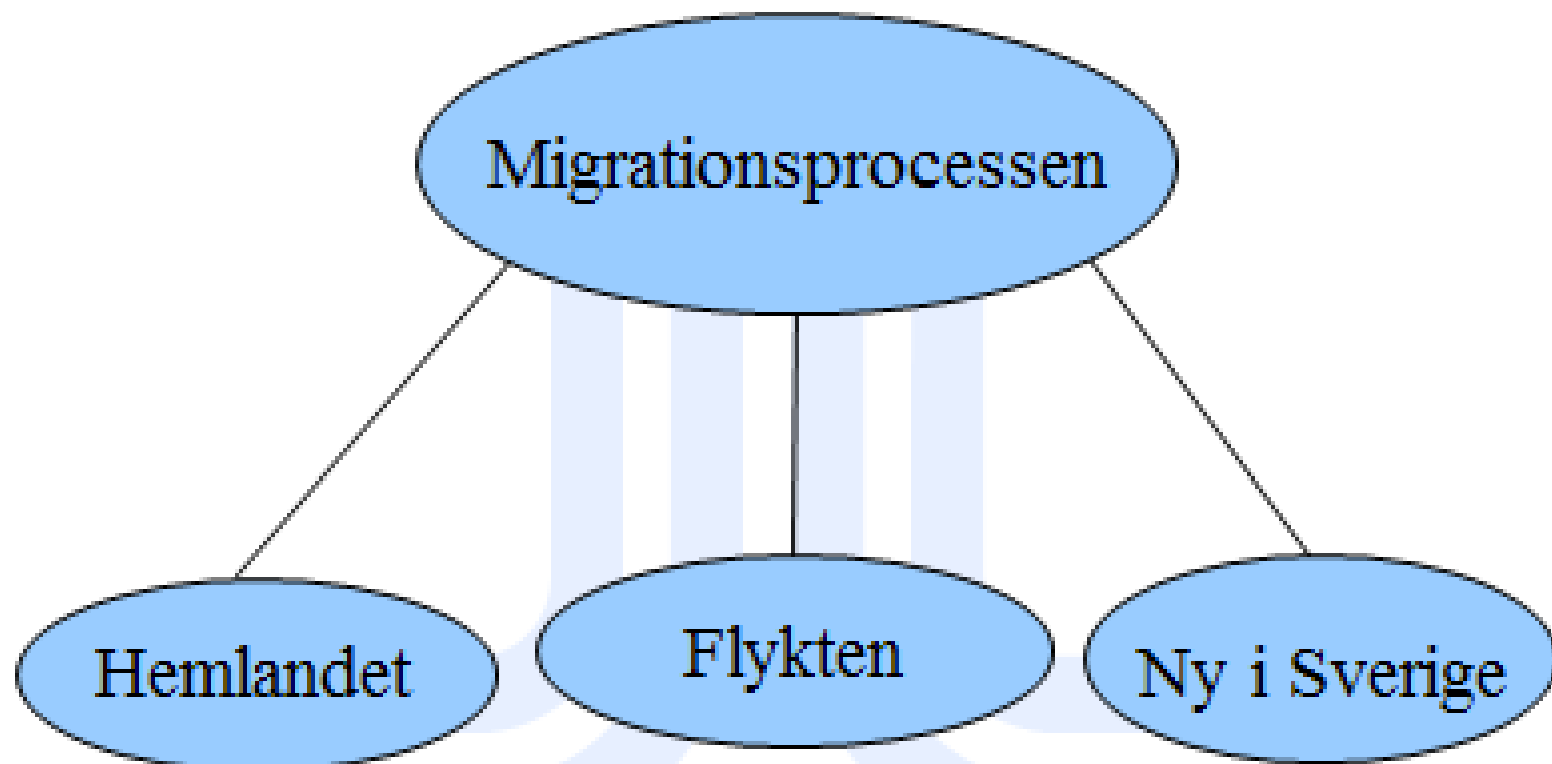 Migrationsprocessen
Hemlandet
Flykten
Ny i Sverige